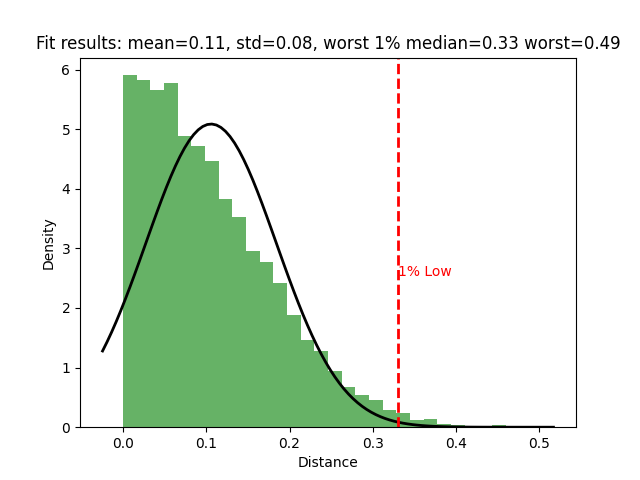 Fit results: mean=0.11, std=0.08, worst 1% median=0.33 worst=0.49
6
5
4
3
2
1
0
Density
1% Low
0.0 0.1 0.2 0.3 0.4 0.5
Distance